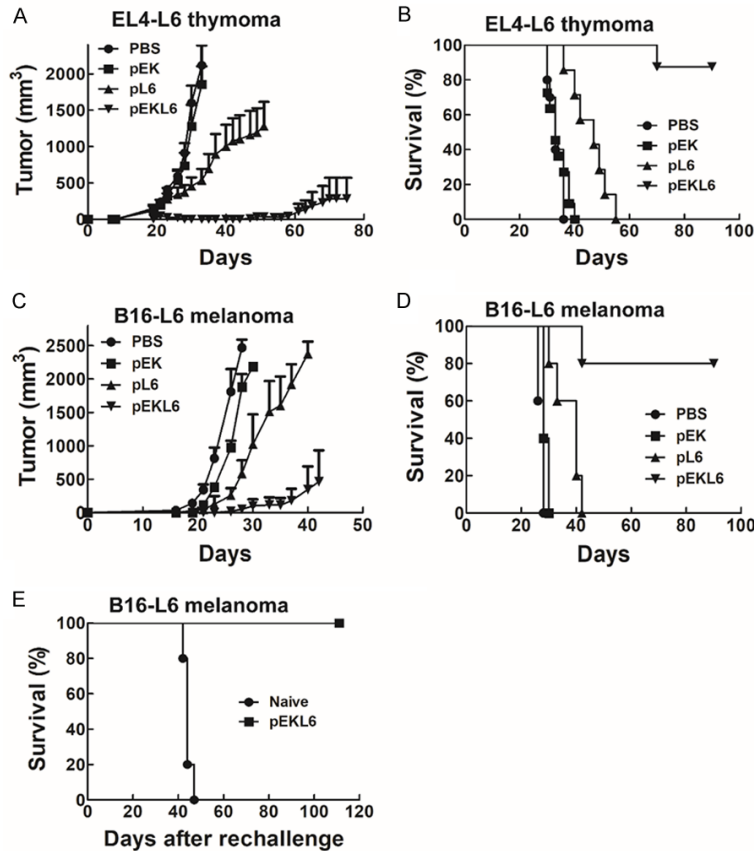 A
EL4-L6 thymoma
Tumor (mm³)
2000
1500
1000
500
0
PBS
pEK
pL6
pEKL6
0 20 40 60 80
Days
B
EL4-L6 thymoma
Survival (%)
100
80
60
40
20
0
PBS
pEK
pL6
pEKL6
0 20 40 60 80 100
Days
C
B16-L6 melanoma
Tumor (mm³)
2500
2000
1500
1000
500
0
PBS
pEK
pL6
pEKL6
0 10 20 30 40 50
Days
D
B16-L6 melanoma
Survival (%)
100
80
60
40
20
0
PBS
pEK
pL6
pEKL6
0 20 40 60 80 100
Days
E
B16-L6 melanoma
Survival (%)
100
80
60
40
20
0
Naive
pEKL6
0 20 40 60 80 100 120
Days after rechallenge